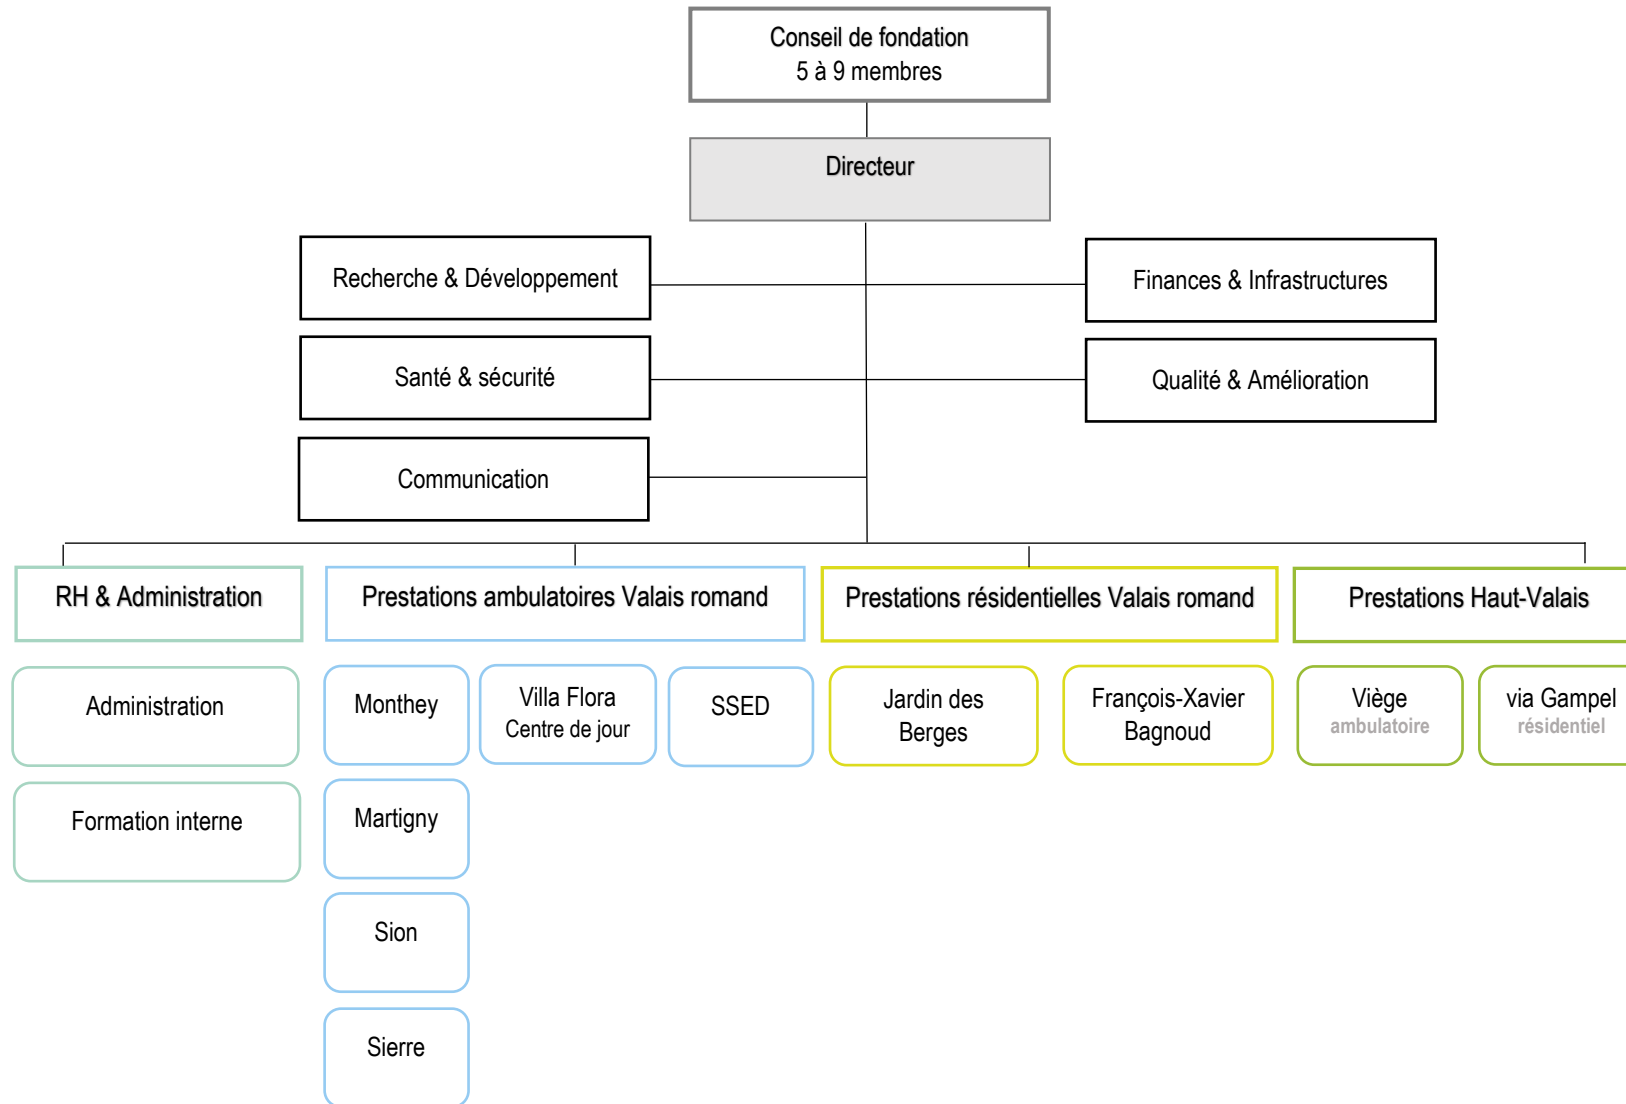 Conseil de fondation
5 à 9 membres
Directeur
Recherche & Développement
Finances & Infrastructures
Santé & sécurité
Qualité & Amélioration
Communication
RH & Administration
Prestations ambulatoires Valais romand
Prestations résidentielles Valais romand
Prestations Haut-Valais
Administration
Monthey
Villa Flora
Centre de jour
SSED
Jardin des
Berges
François-Xavier
Bagnoud
Viège
ambulatoire
via Gampel
résidentiel
Formation interne
Martigny
Sion
Sierre